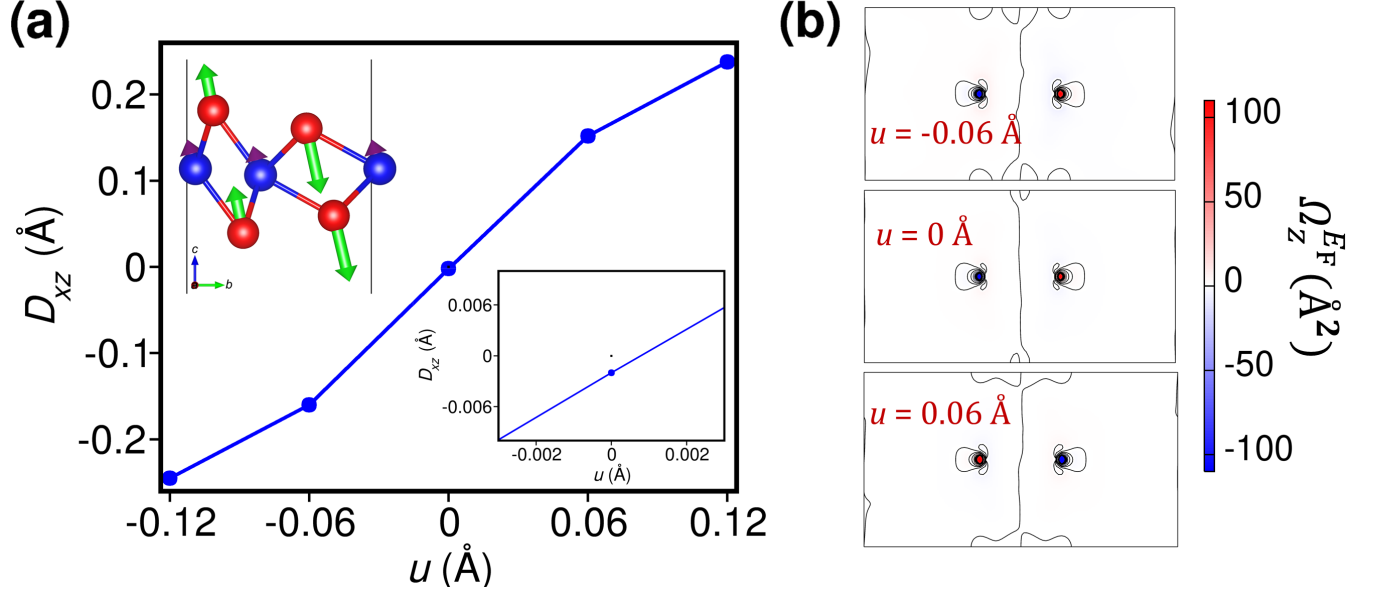 (a)
D_xz (Å)
0.2
0.1
0
-0.1
-0.2
-0.12
-0.06
0
0.06
0.12
u (Å)
c
b
D_xz (Å)
0.006
0
-0.006
-0.002
0
0.002
u (Å)
(b)
u = -0.06 Å
u = 0 Å
u = 0.06 Å
100
50
0
-50
-100
Ω_z^{E_F} (Å²)